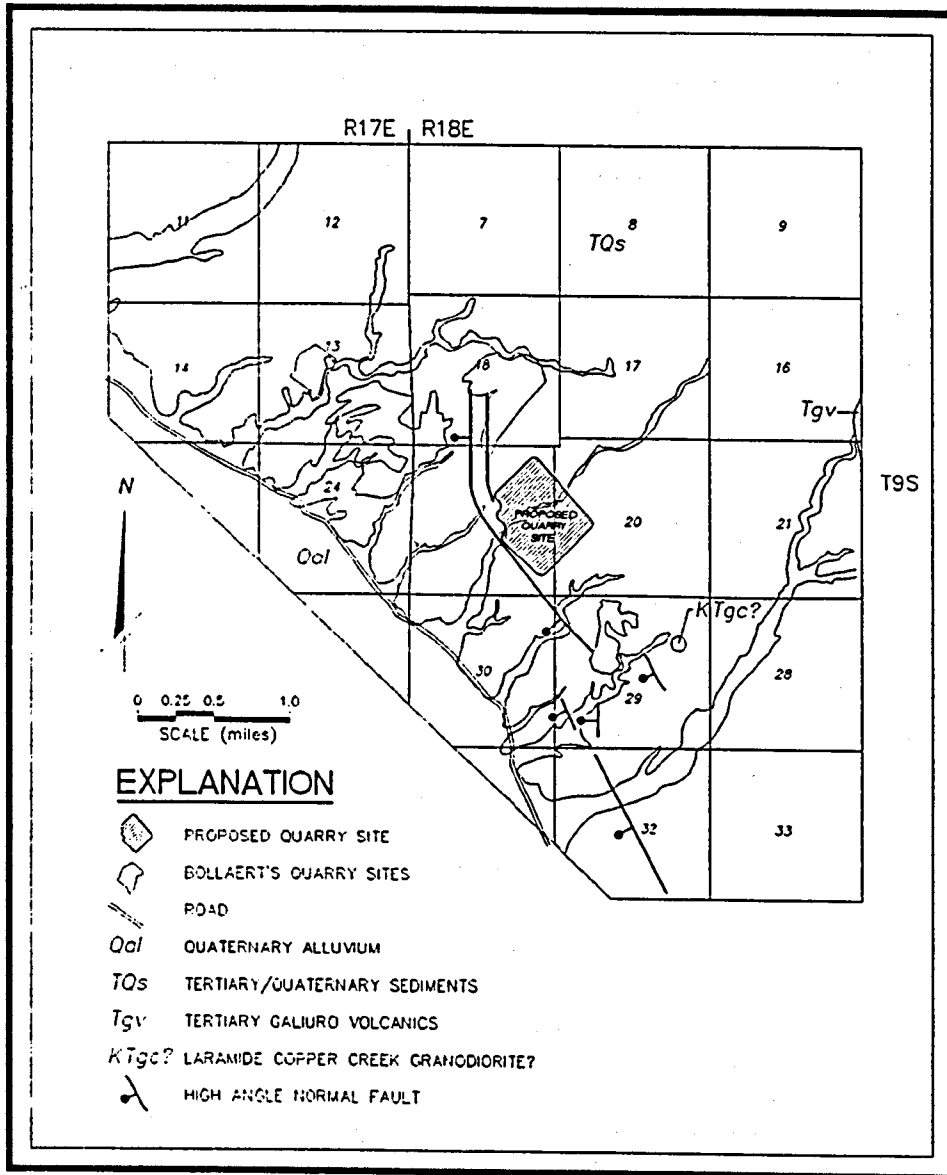 R17E R18E
11 12 7 8 9
TQs
14 13 18 17 16
Tgv
T9S
N
24
PROPOSED
QUARRY
SITE
20 21
Qal
KTgc?
30 29 28
0 0.25 0.5 1.0
SCALE (miles)
32 33
EXPLANATION
PROPOSED QUARRY SITE
BOLLAERT'S QUARRY SITES
ROAD
Qal QUATERNARY ALLUVIUM
TQs TERTIARY/QUATERNARY SEDIMENTS
Tgv TERTIARY GALIURO VOLCANICS
KTgc? LARAMIDE COPPER CREEK GRANODIORITE?
HIGH ANGLE NORMAL FAULT